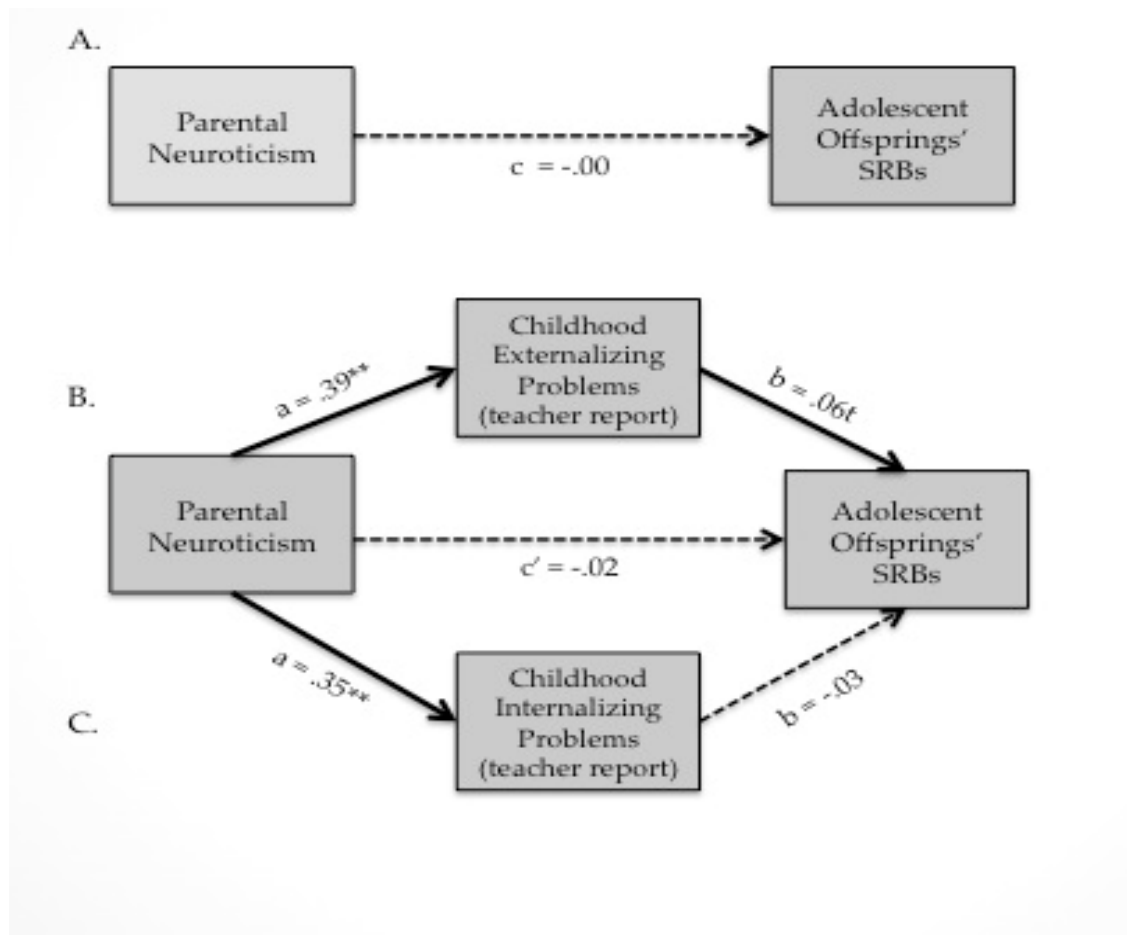 A.
Parental
Neuroticism
c = -.00
Adolescent
Offsprings'
SRBs
B.
a = .39**
Childhood
Externalizing
Problems
(teacher report)
b = .06t
Parental
Neuroticism
c' = -.02
Adolescent
Offsprings'
SRBs
C.
a = .35**
Childhood
Internalizing
Problems
(teacher report)
b = -.03